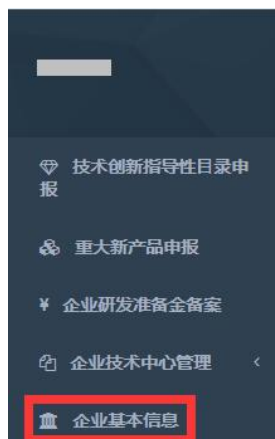 技术创新指导性目录申
报
重大新产品申报
¥ 企业研发准备金备案
企业技术中心管理
企业基本信息